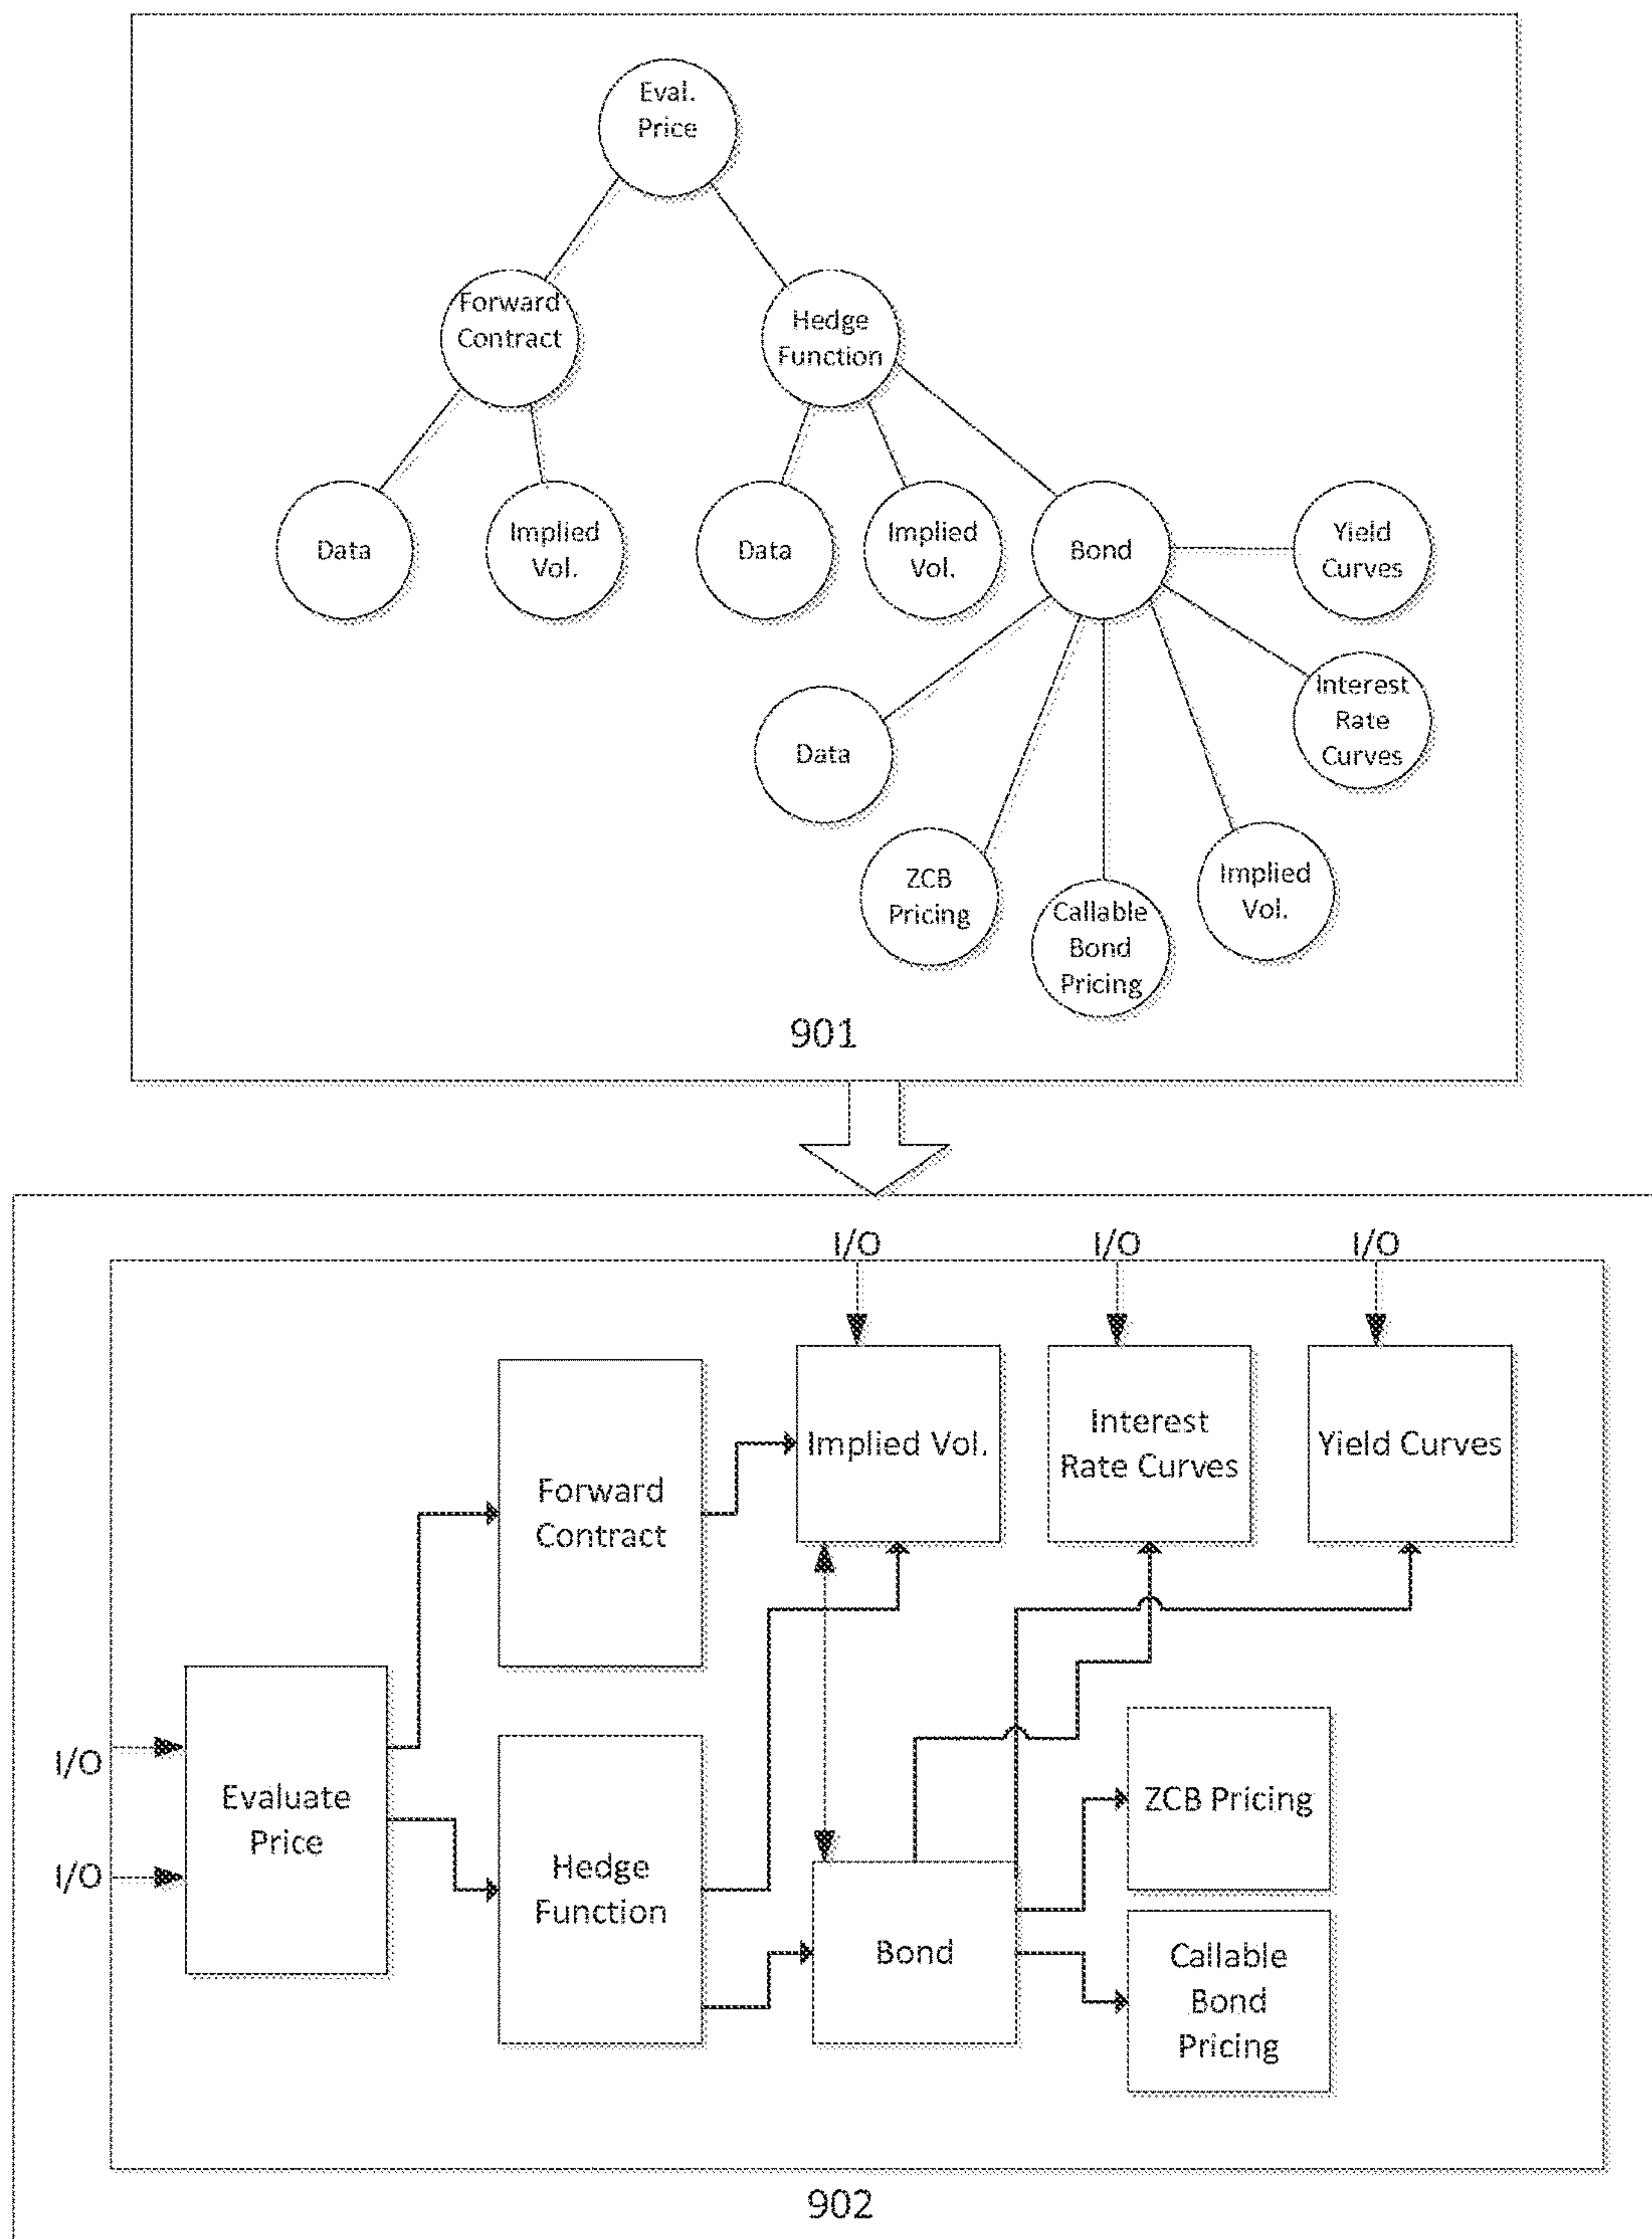 Eval.
Price
Forward
Contract
Hedge
Function
Data
Implied
Vol.
Data
Implied
Vol.
Bond
Yield
Curves
Interest
Rate
Curves
Data
ZCB
Pricing
Callable
Bond
Pricing
Implied
Vol.
901
I/O
I/O
I/O
Implied Vol.
Interest
Rate Curves
Yield Curves
Forward
Contract
I/O
I/O
Evaluate
Price
Hedge
Function
Bond
ZCB Pricing
Callable
Bond
Pricing
902